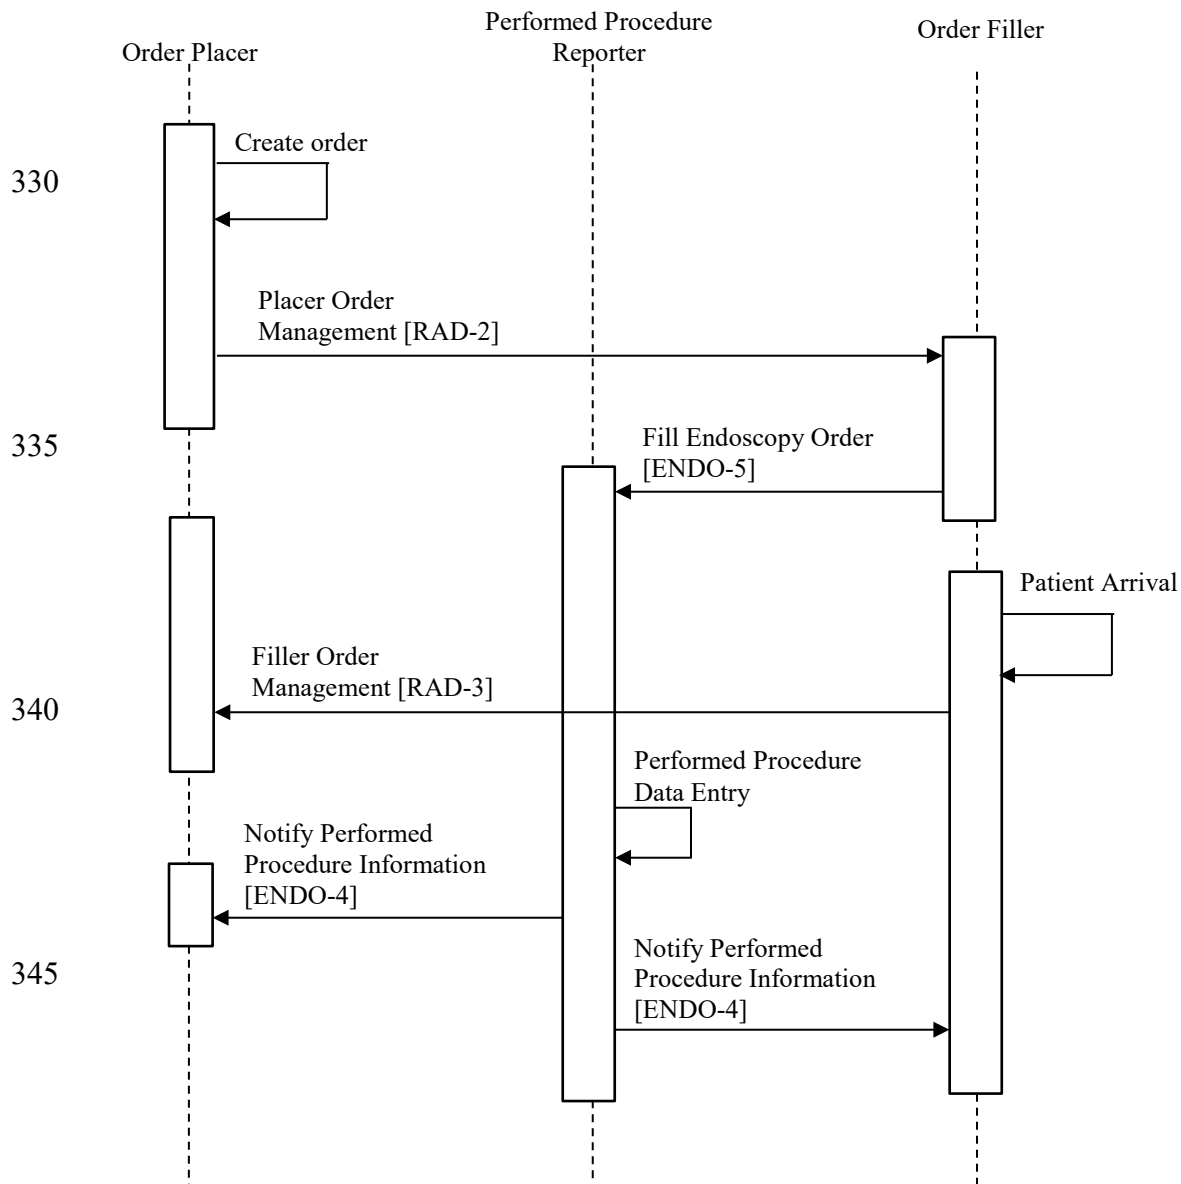 Performed Procedure
Reporter
Order Filler
Order Placer
Create order
330
Placer Order
Management [RAD-2]
335
Fill Endoscopy Order
[ENDO-5]
Patient Arrival
Filler Order
Management [RAD-3]
340
Performed Procedure
Data Entry
Notify Performed
Procedure Information
[ENDO-4]
Notify Performed
Procedure Information
[ENDO-4]
345